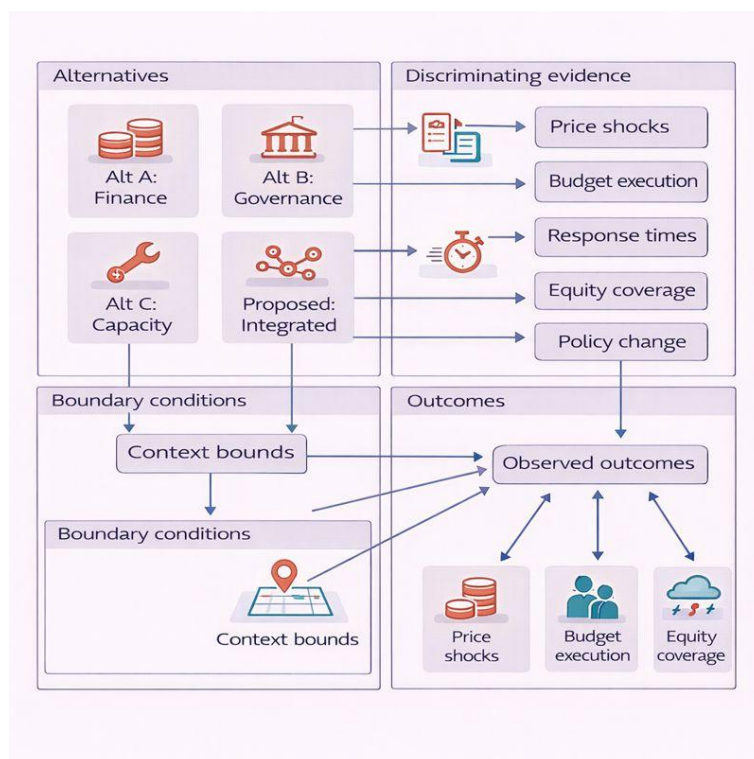 Alternatives
Alt A:
Finance
Alt B:
Governance
Alt C:
Capacity
Proposed:
Integrated
Discriminating evidence
Price shocks
Budget execution
Response times
Equity coverage
Policy change
Boundary conditions
Context bounds
Boundary conditions
Context bounds
Outcomes
Observed outcomes
Price
shocks
Budget
execution
Equity
coverage